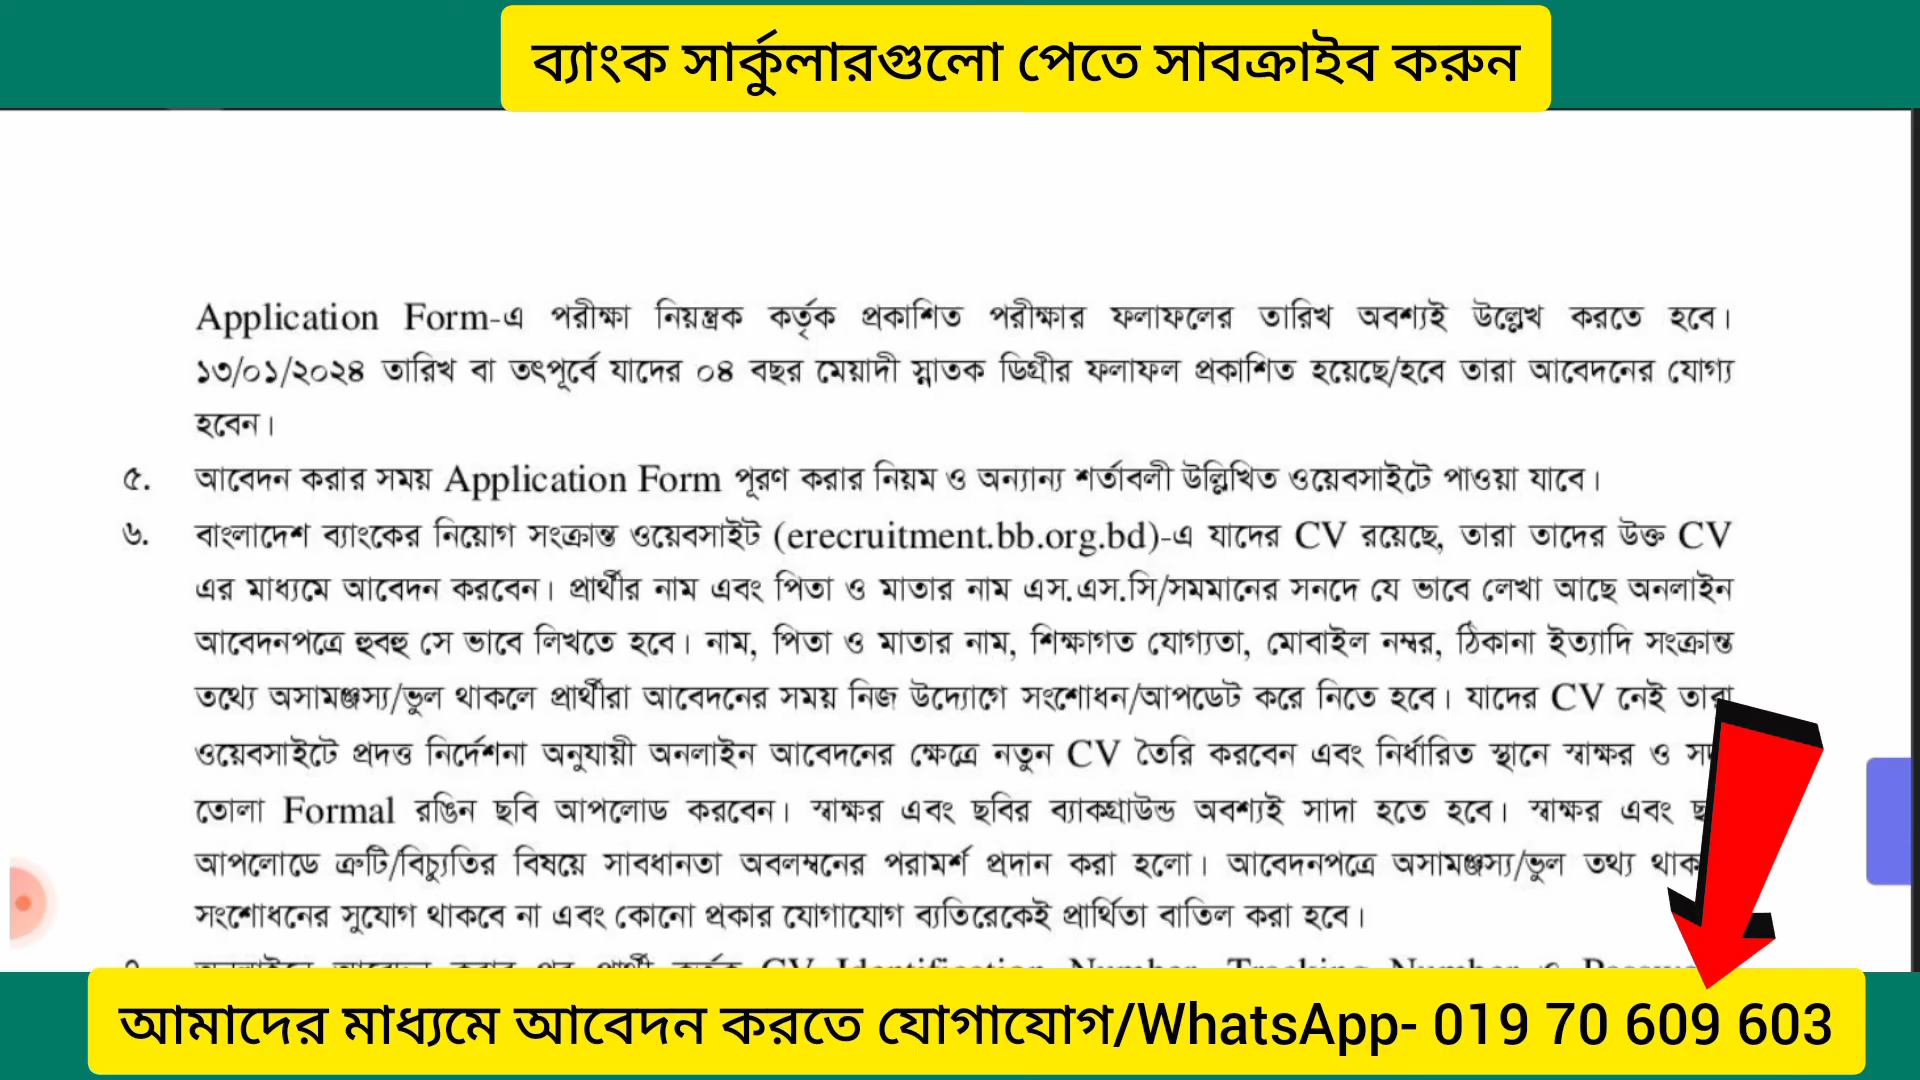 ব্যাংক সার্কুলারগুলো পেতে সাবক্রাইব করুন
Application Form-এ পরীক্ষা নিয়ন্ত্রক কর্তৃক প্রকাশিত পরীক্ষার ফলাফলের তারিখ অবশ্যই উল্লেখ করতে হবে।
১৩/০১/২০২৪ তারিখ বা তৎপূর্বে যাদের ০৪ বছর মেয়াদী স্নাতক ডিগ্রীর ফলাফল প্রকাশিত হয়েছে/হবে তারা আবেদনের যোগ্য
হবেন।
৫. আবেদন করার সময় Application Form পূরণ করার নিয়ম ও অন্যান্য শর্তাবলী উল্লিখিত ওয়েবসাইটে পাওয়া যাবে।
৬. বাংলাদেশ ব্যাংকের নিয়োগ সংক্রান্ত ওয়েবসাইট (erecruitment.bb.org.bd)-এ যাদের CV রয়েছে, তারা তাদের উক্ত CV
এর মাধ্যমে আবেদন করবেন। প্রার্থীর নাম এবং পিতা ও মাতার নাম এস.এস.সি/সমমানের সনদে যে ভাবে লেখা আছে অনলাইন
আবেদনপত্রে হুবহু সে ভাবে লিখতে হবে। নাম, পিতা ও মাতার নাম, শিক্ষাগত যোগ্যতা, মোবাইল নম্বর, ঠিকানা ইত্যাদি সংক্রান্ত
তথ্যে অসামঞ্জস্য/ভুল থাকলে প্রার্থীরা আবেদনের সময় নিজ উদ্যোগে সংশোধন/আপডেট করে নিতে হবে। যাদের CV নেই তারা
ওয়েবসাইটে প্রদত্ত নির্দেশনা অনুযায়ী অনলাইন আবেদনের ক্ষেত্রে নতুন CV তৈরি করবেন এবং নির্ধারিত স্থানে স্বাক্ষর ও
তোলা Formal রঙিন ছবি আপলোড করবেন। স্বাক্ষর এবং ছবির ব্যাকগ্রাউন্ড অবশ্যই সাদা হতে হবে। স্বাক্ষর এবং
আপলোডে ত্রুটি/বিচ্যুতির বিষয়ে সাবধানতা অবলম্বনের পরামর্শ প্রদান করা হলো। আবেদনপত্রে অসামঞ্জস্য/ভুল তথ্য
সংশোধনের সুযোগ থাকবে না এবং কোনো প্রকার যোগাযোগ ব্যতিরেকেই প্রার্থিতা বাতিল করা হবে।
আমাদের মাধ্যমে আবেদন করতে যোগাযোগ/WhatsApp- 019 70 609 603